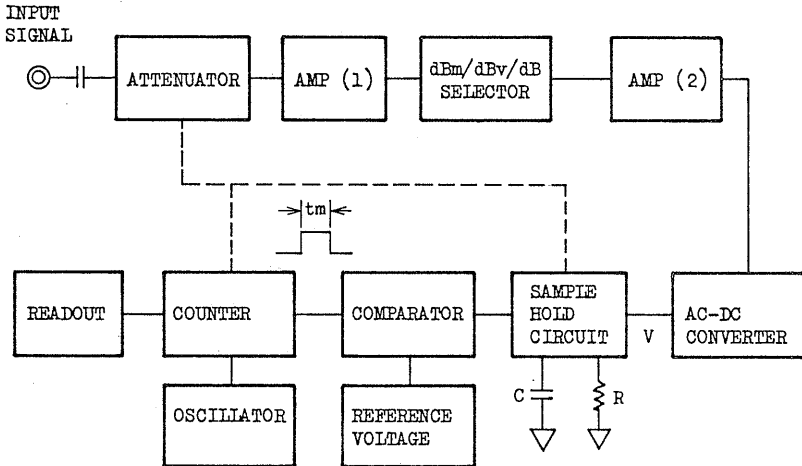 INPUT
SIGNAL
ATTENUATOR
AMP (1)
dBm/dBv/dB
SELECTOR
AMP (2)
tm
READOUT
COUNTER
COMPARATOR
SAMPLE
HOLD
CIRCUIT
V
AC-DC
CONVERTER
OSCILLATOR
REFERENCE
VOLTAGE
C
R